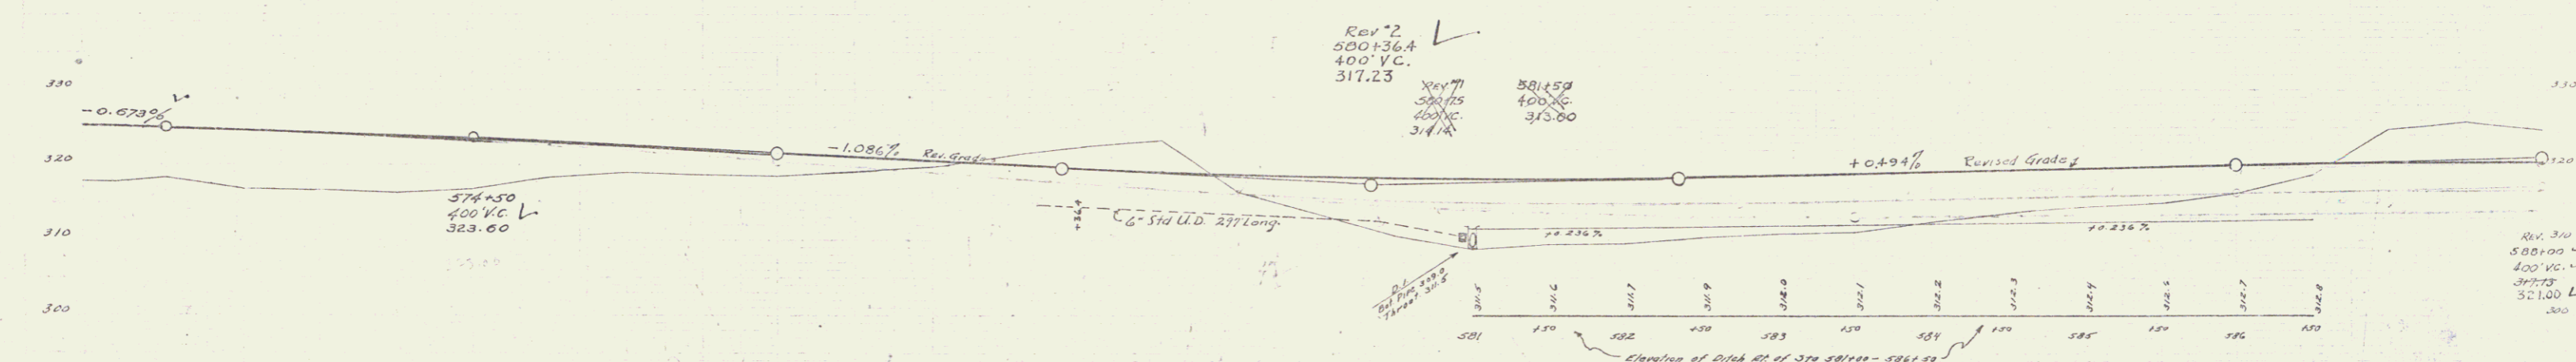 Rev #2
580+36.4
400' V.C.
317.23
REV #1
580+75
400 V.C.
314.14
581+50
400 V.C.
313.60
330
330
-0.673%
320
-1.086%
Rev. Grade
+0.494%
Revised Grade
320
574+50
400' V.C.
323.60
+36.4
6" Std U.D. 297' Long.
310
+0.236%
+0.236%
REV. 310
588+00
400' V.C.
317.73
321.00
300
D.I.
Bot. Pipe 309.0
Throat 311.5
300
311.5 311.6 311.7 311.9 312.0 312.1 312.2 312.3 312.4 312.5 312.7 312.8
581 +50 582 +50 583 +50 584 +50 585 +50 586 +50
Elevation of Ditch Rt. of Sta 581+00 - 586+50